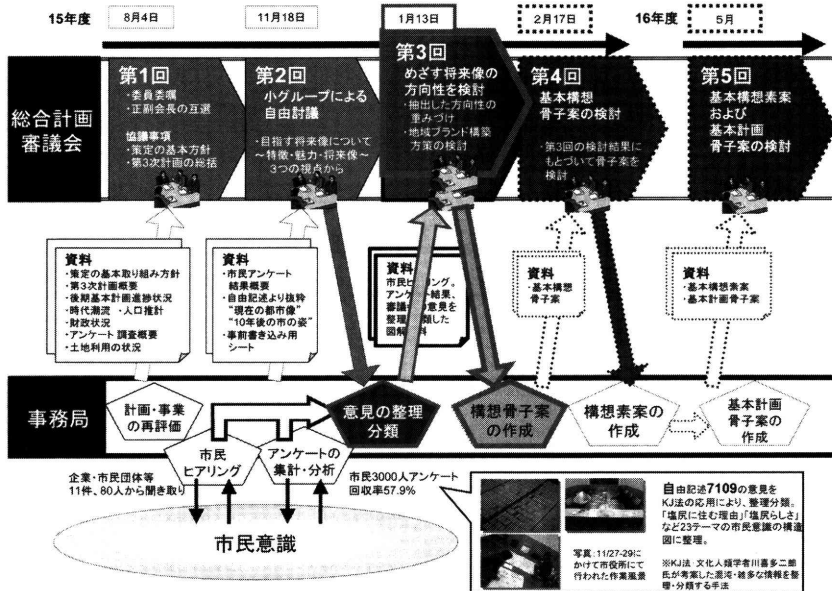 15年度
8月4日
11月18日
1月13日
2月17日
16年度
5月
総合計画
審議会
第1回
・委員委嘱
・正副会長の互選
協議事項
・策定の基本方針
・第3次計画の総括
第2回
小グループによる
自由討議
・目指す将来像について
～特徴・魅力・将来像～
3つの視点から
第3回
めざす将来像の
方向性を検討
・抽出した方向性の
重みづけ
・地域ブランド構築
方策の検討
第4回
基本構想
骨子案の検討
・第3回の検討結果に
もとづいて骨子案を
検討
第5回
基本構想素案
および
基本計画
骨子案の検討
資料
・策定の基本取り組み方針
・第3次計画概要
・後期基本計画進捗状況
・時代潮流 ・人口推計
・財政状況
・アンケート調査概要
・土地利用の状況
資料
・市民アンケート
結果概要
・自由記述より抜粋
“現在の都市像”
“10年後の市の姿”
・事前書き込み用
シート
資料
市民ヒアリング。
アンケート結果、
審議 の意見を
整理 類した
図解 料
資料
・基本構想
骨子案
資料
・基本構想素案
・基本計画骨子案
事務局
計画・事業
の再評価
市民
ヒアリング
アンケートの
集計・分析
意見の整理
分類
構想骨子案
の作成
構想素案の
作成
基本計画
骨子案の
作成
企業・市民団体等
11件、80人から聞き取り
市民3000人アンケート
回収率57.9%
市民意識
写真:11/27-29に
かけて市役所にて
行われた作業風景
自由記述7109の意見を
KJ法の応用により、整理分類。
「塩尻に住む理由」「塩尻らしさ」
など23テーマの市民意識の構造
図に整理。
※KJ法 文化人類学者川喜多二郎
氏が考案した混沌・雑多な情報を整
理・分類する手法